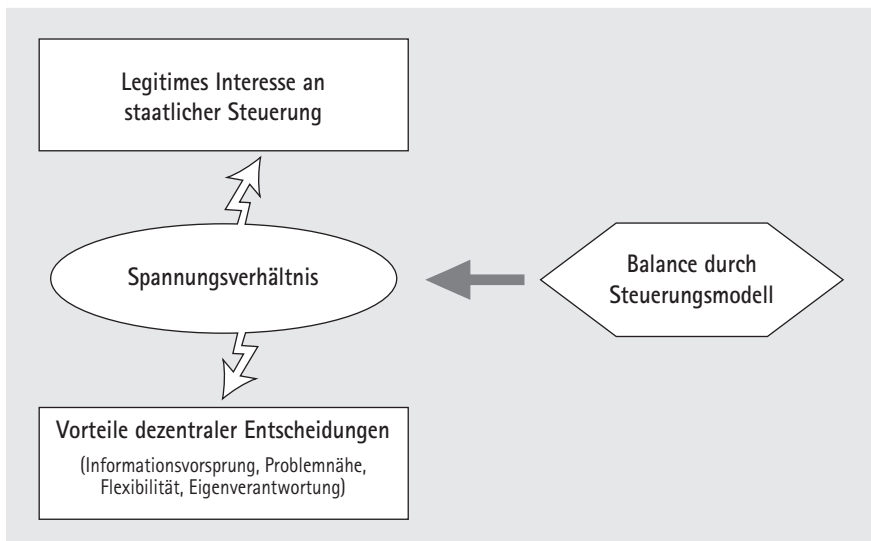 Legitimes Interesse an
staatlicher Steuerung
Spannungsverhältnis
Balance durch
Steuerungsmodell
Vorteile dezentraler Entscheidungen
(Informationsvorsprung, Problemnähe,
Flexibilität, Eigenverantwortung)